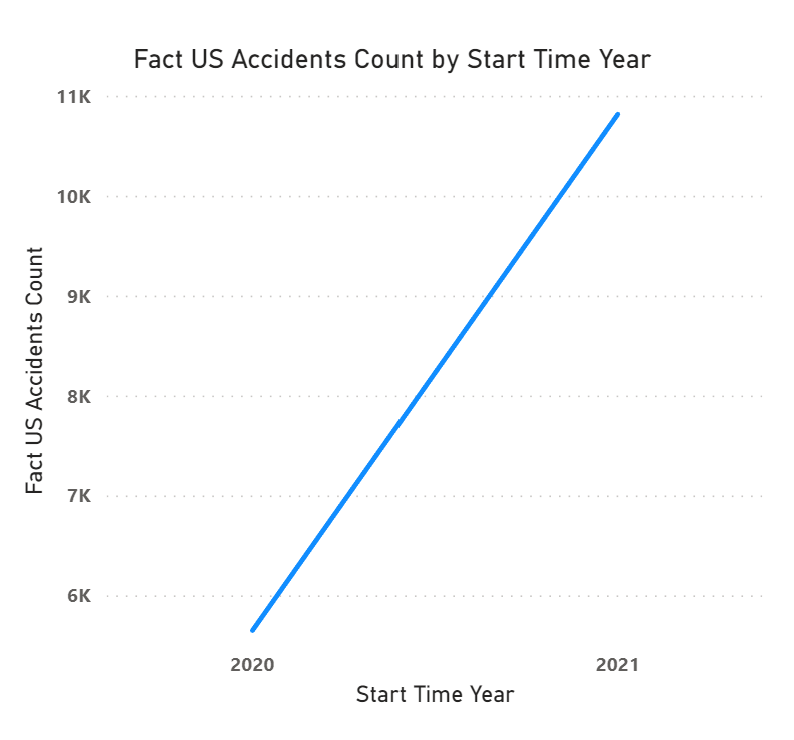 Fact US Accidents Count by Start Time Year
11K
10K
9K
8K
7K
6K
Fact US Accidents Count
2020
2021
Start Time Year